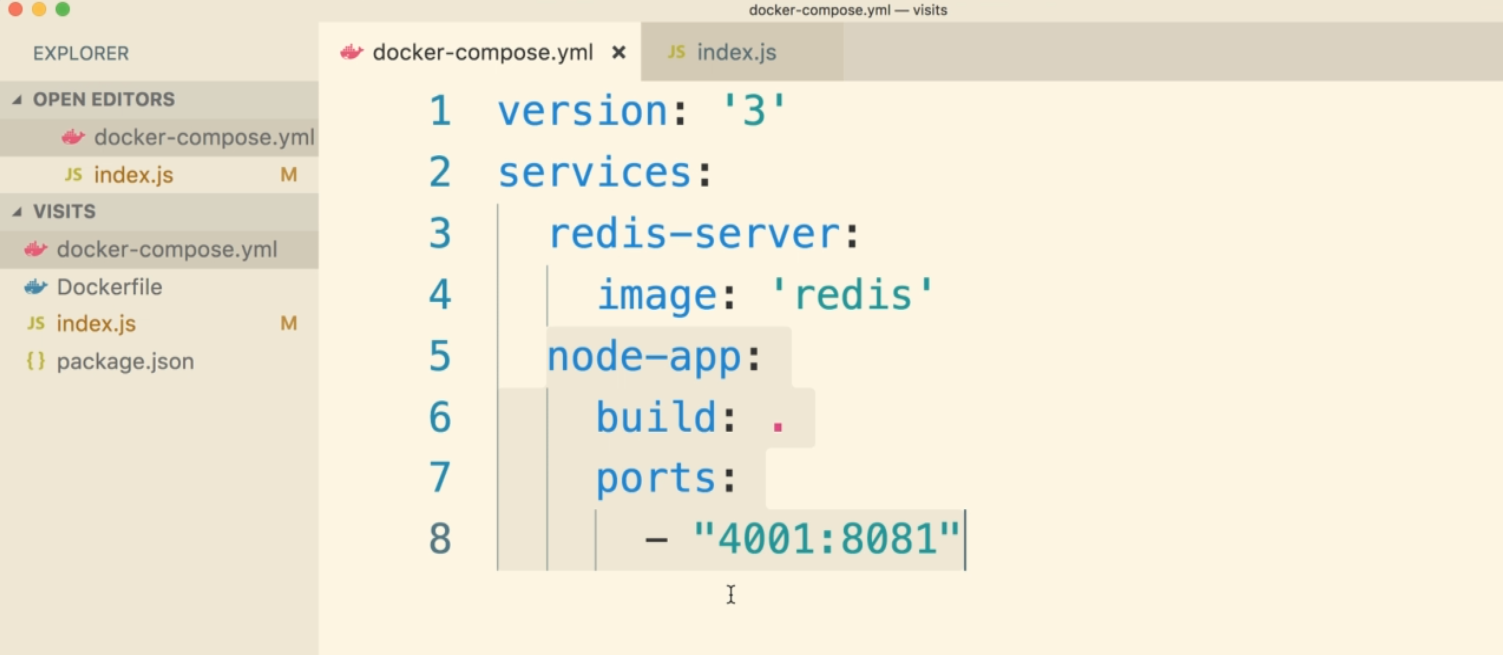 docker-compose.yml — visits
EXPLORER
OPEN EDITORS
docker-compose.yml
JS index.js M
VISITS
docker-compose.yml
Dockerfile
JS index.js M
{} package.json
docker-compose.yml ×
JS index.js
1 version: '3'
2 services:
3 redis-server:
4 image: 'redis'
5 node-app:
6 build: .
7 ports:
8 - "4001:8081"